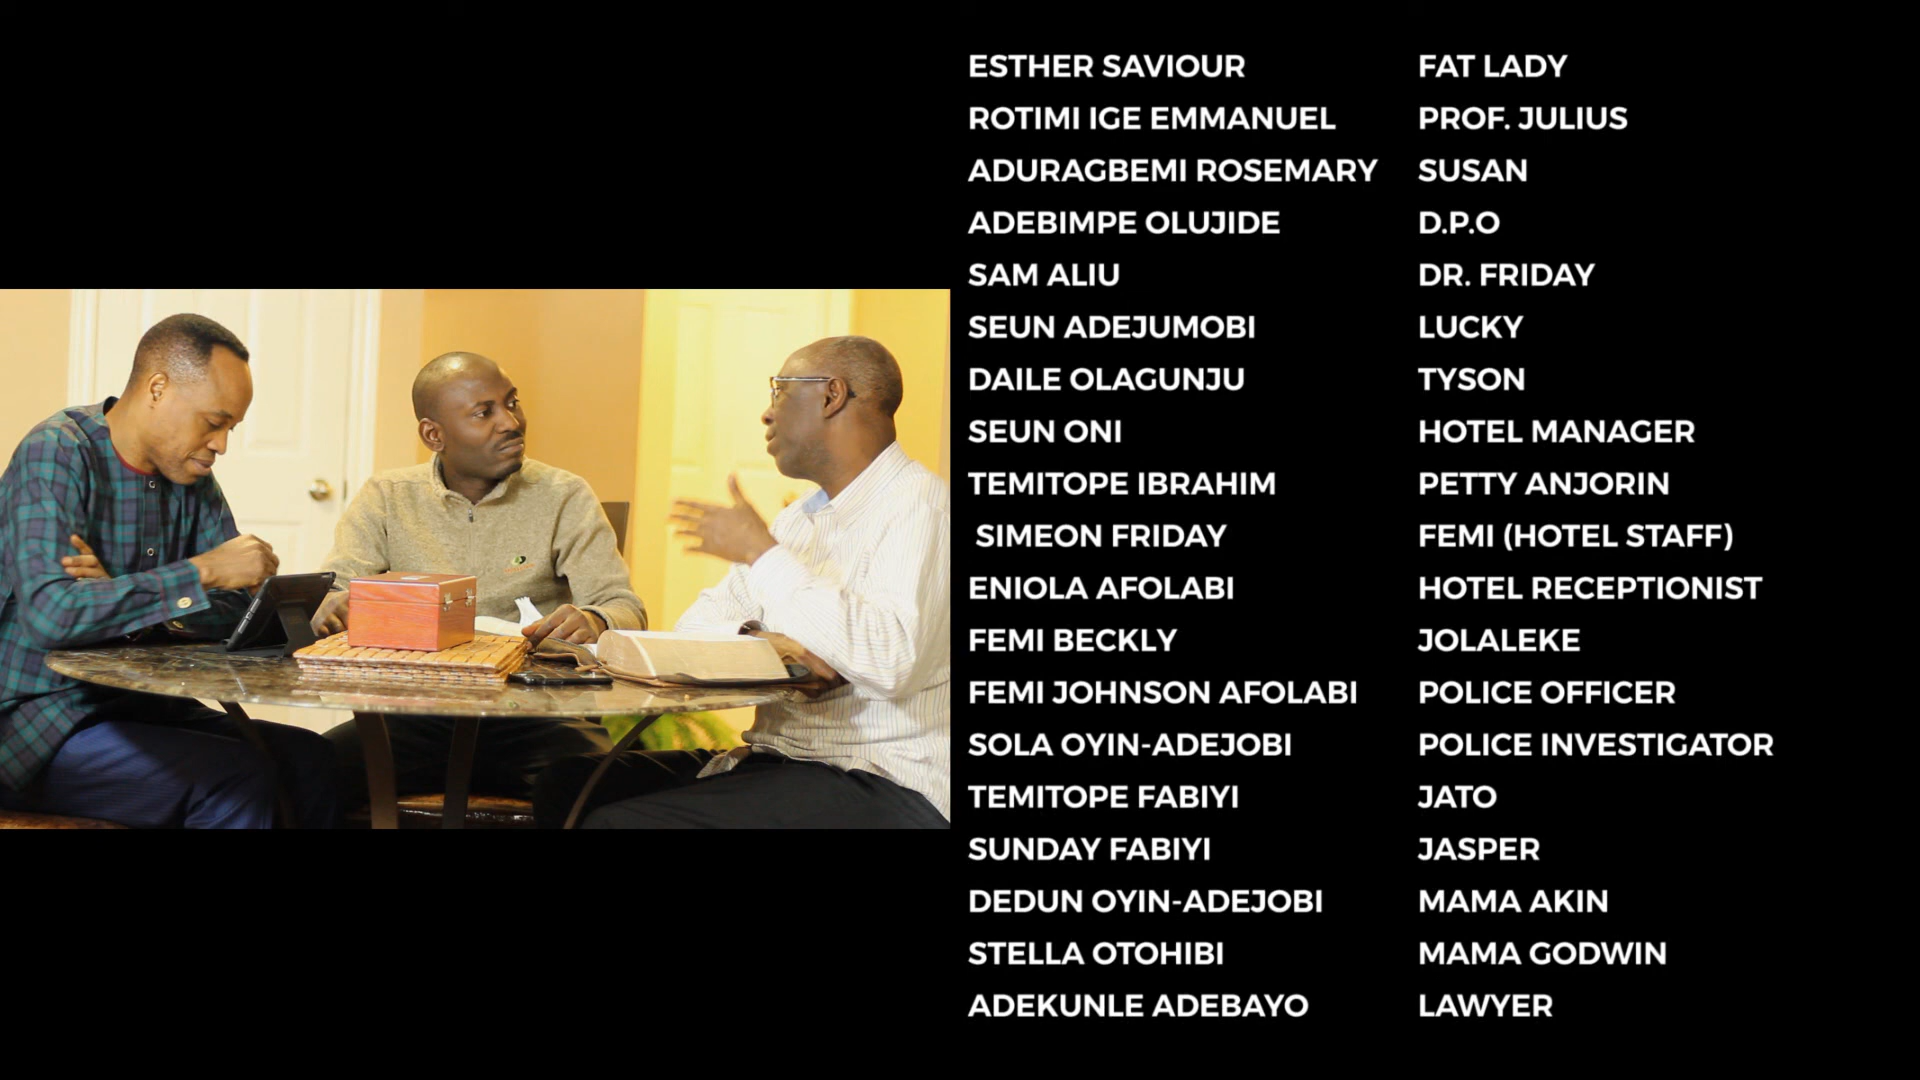 ESTHER SAVIOUR FAT LADY
ROTIMI IGE EMMANUEL PROF. JULIUS
ADURAGBEMI ROSEMARY SUSAN
ADEBIMPE OLUJIDE D.P.O
SAM ALIU DR. FRIDAY
SEUN ADEJUMOBI LUCKY
DAILE OLAGUNJU TYSON
SEUN ONI HOTEL MANAGER
TEMITOPE IBRAHIM PETTY ANJORIN
SIMEON FRIDAY FEMI (HOTEL STAFF)
ENIOLA AFOLABI HOTEL RECEPTIONIST
FEMI BECKLY JOLALEKE
FEMI JOHNSON AFOLABI POLICE OFFICER
SOLA OYIN-ADEJOBI POLICE INVESTIGATOR
TEMITOPE FABIYI JATO
SUNDAY FABIYI JASPER
DEDUN OYIN-ADEJOBI MAMA AKIN
STELLA OTOHIBI MAMA GODWIN
ADEKUNLE ADEBAYO LAWYER